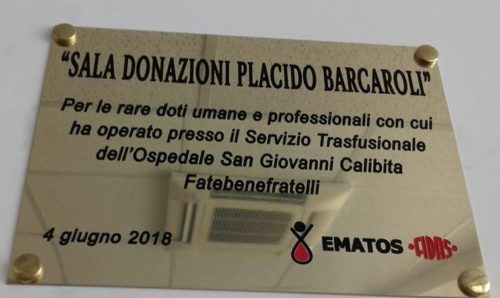 “SALA DONAZIONI PLACIDO BARCAROLI”
Per le rare doti umane e professionali con cui
ha operato presso il Servizio Trasfusionale
dell'Ospedale San Giovanni Calibita
Fatebenefratelli
4 giugno 2018
EMATOS FIDAS